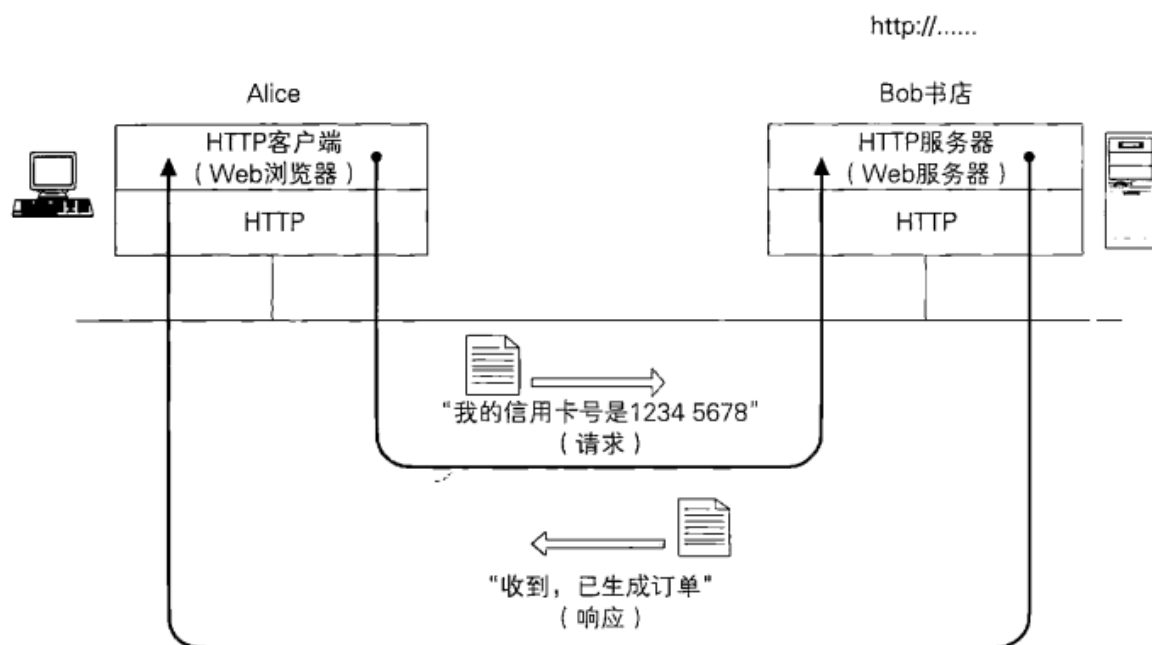 http://......
Alice
Bob书店
HTTP客户端
（Web浏览器）
HTTP
HTTP服务器
（Web服务器）
HTTP
“我的信用卡号是1234 5678”
（请求）
“收到，已生成订单”
（响应）